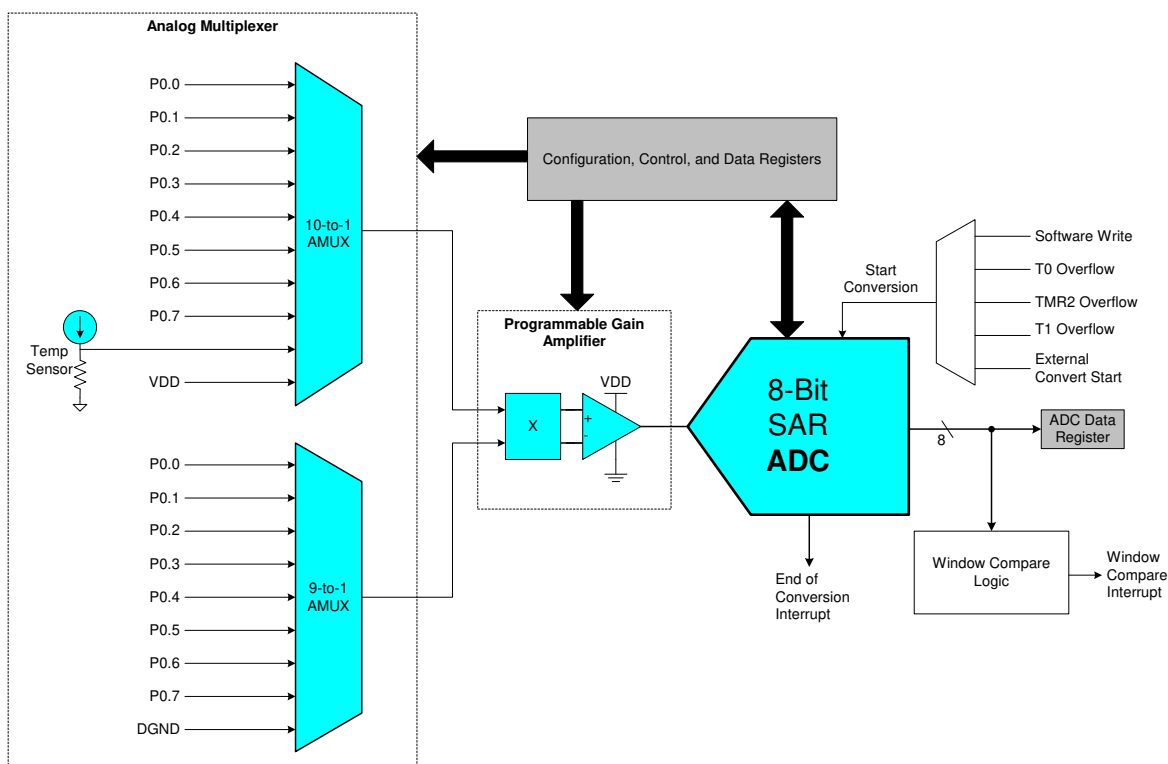 Analog Multiplexer
P0.0
P0.1
P0.2
P0.3
P0.4
P0.5
P0.6
P0.7
Temp
Sensor
VDD
10-to-1
AMUX
P0.0
P0.1
P0.2
P0.3
P0.4
P0.5
P0.6
P0.7
DGND
9-to-1
AMUX
Configuration, Control, and Data Registers
Programmable Gain
Amplifier
VDD
X
+
-
8-Bit
SAR
ADC
Start
Conversion
Software Write
T0 Overflow
TMR2 Overflow
T1 Overflow
External
Convert Start
8
ADC Data
Register
End of
Conversion
Interrupt
Window Compare
Logic
Window
Compare
Interrupt